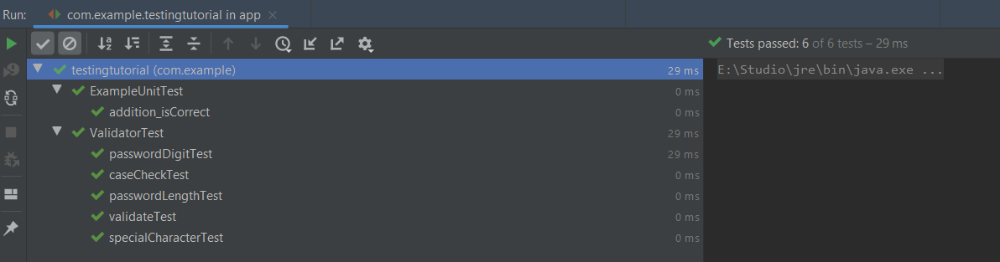 Run: com.example.testingtutorial in app
Tests passed: 6 of 6 tests – 29 ms
testingtutorial (com.example) 29 ms
E:\Studio\jre\bin\java.exe ...
ExampleUnitTest 0 ms
addition_isCorrect 0 ms
ValidatorTest 29 ms
passwordDigitTest 29 ms
caseCheckTest 0 ms
passwordLengthTest 0 ms
validateTest 0 ms
specialCharacterTest 0 ms